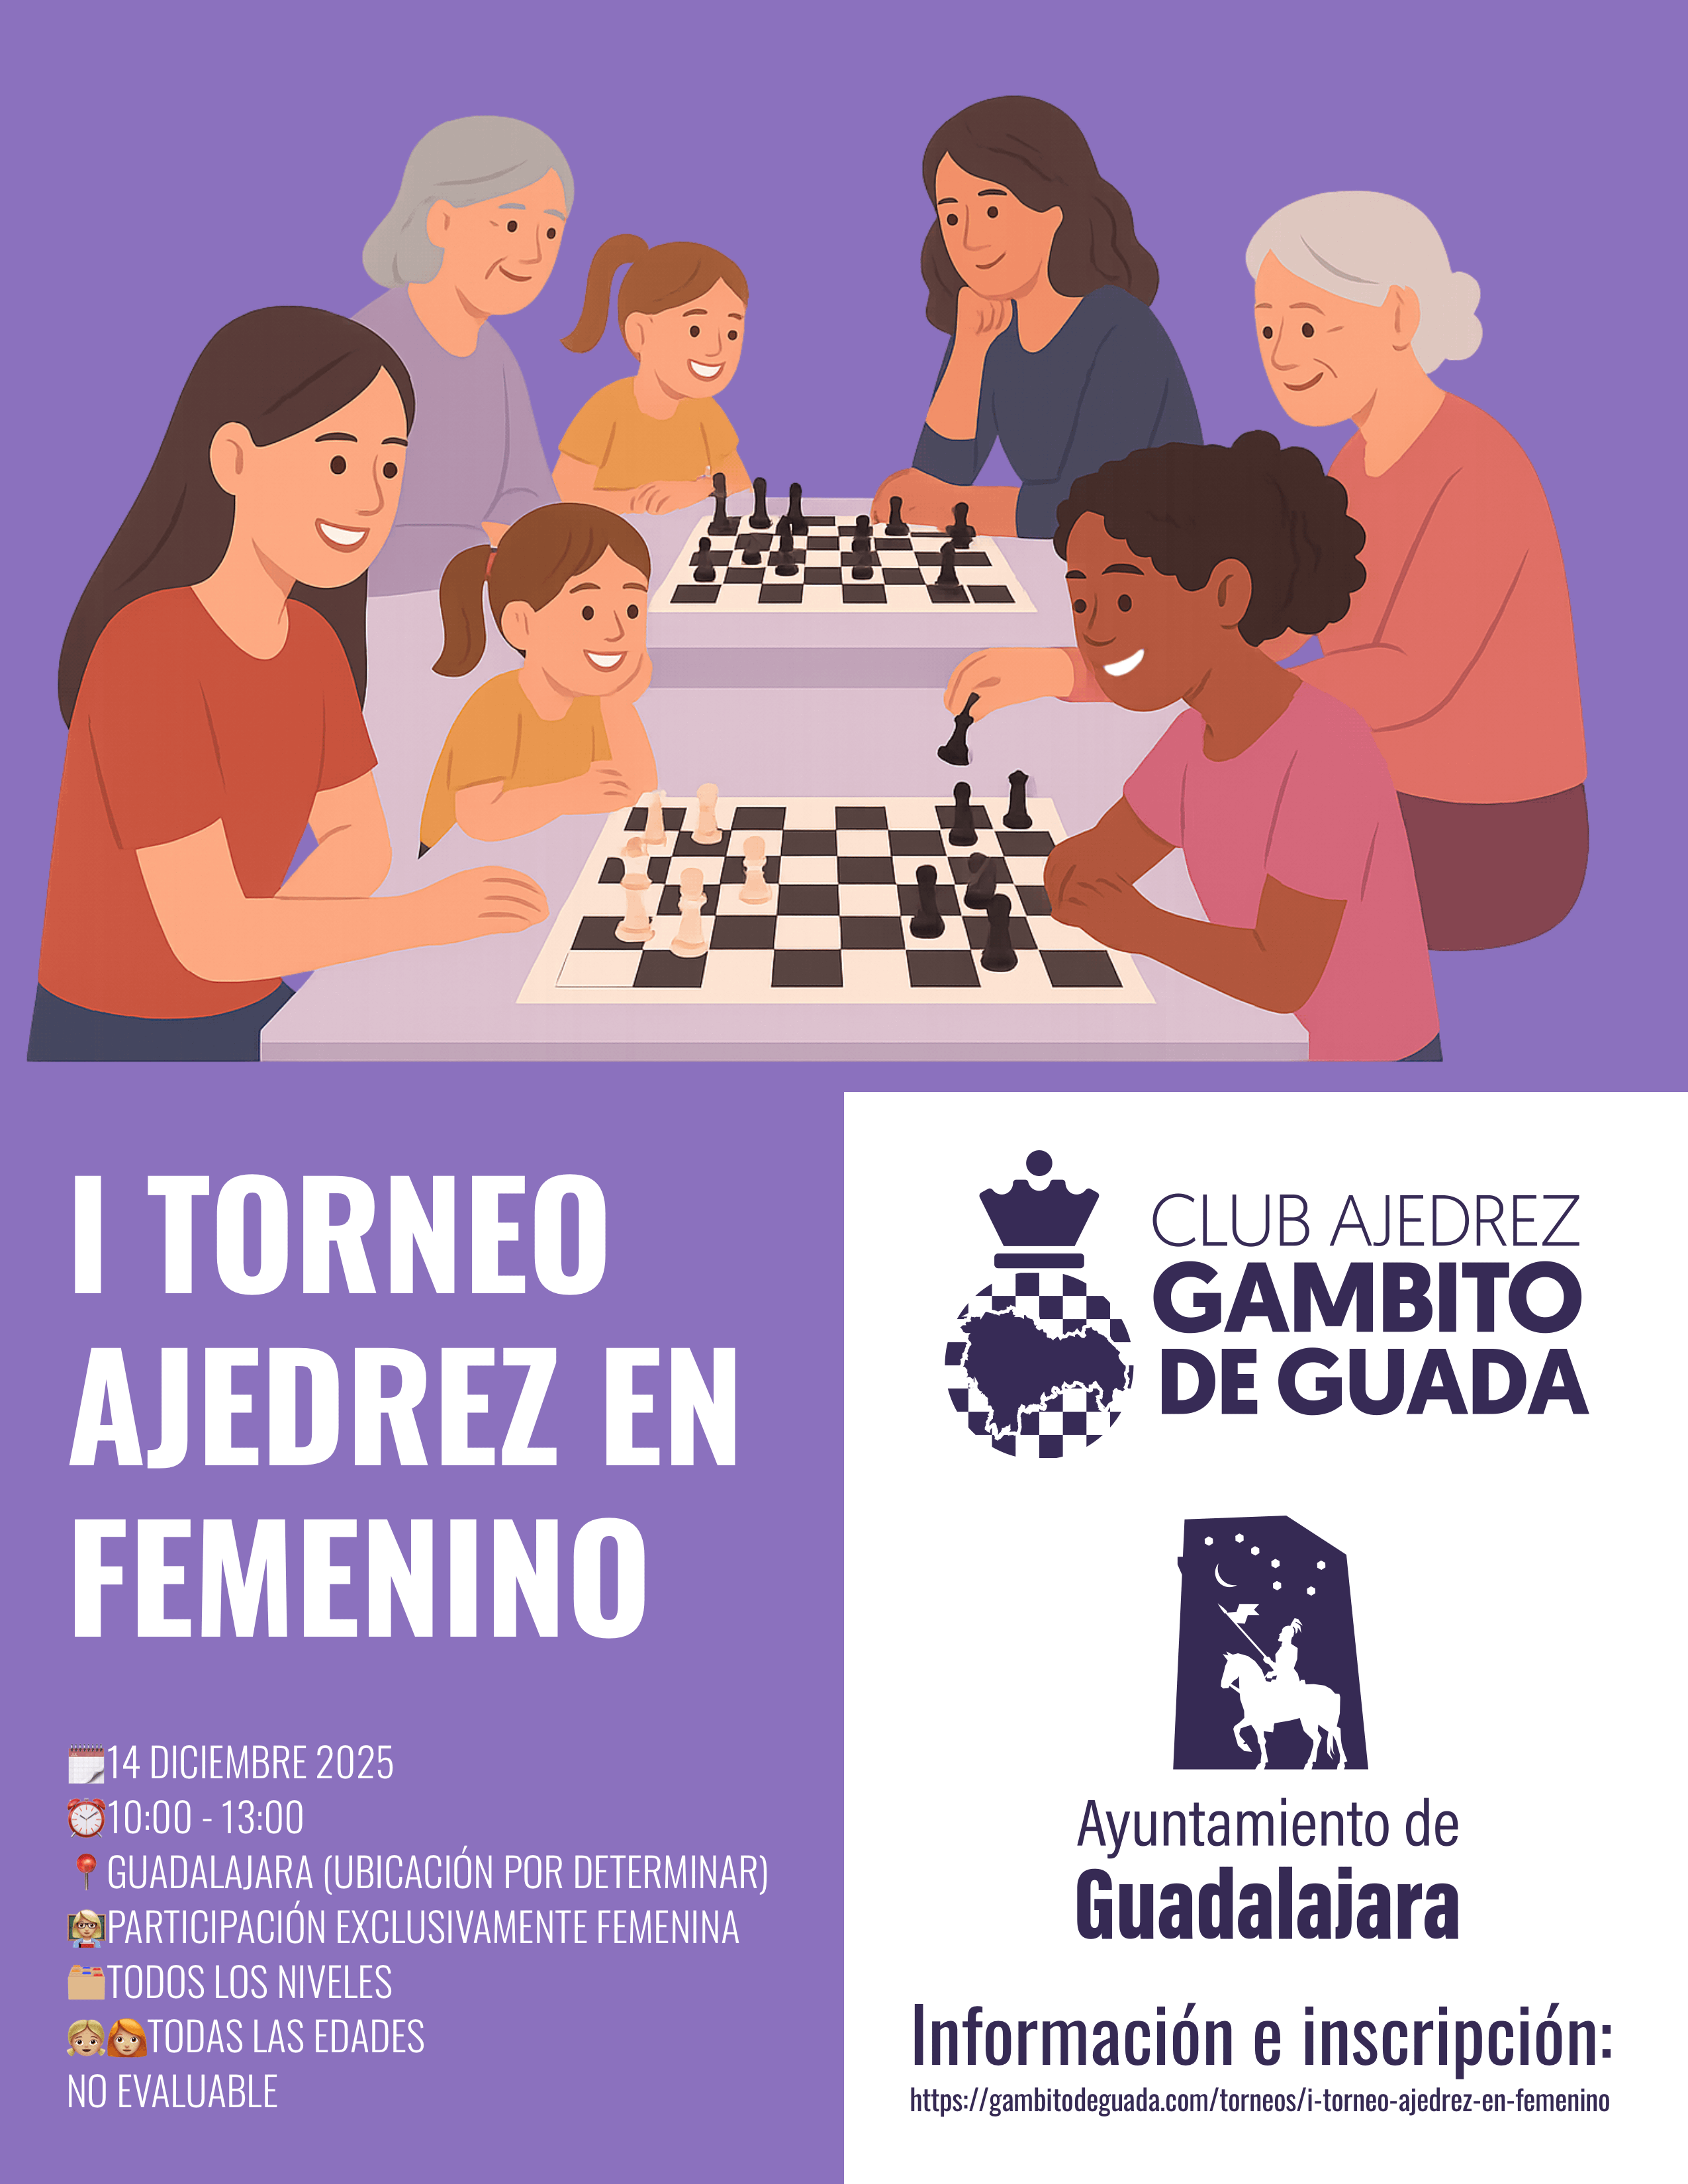 I TORNEO
AJEDREZ EN
FEMENINO
🗓️14 DICIEMBRE 2025
⏰10:00 - 13:00
📍GUADALAJARA (UBICACIÓN POR DETERMINAR)
👩🏼‍🏫PARTICIPACIÓN EXCLUSIVAMENTE FEMENINA
🗂️TODOS LOS NIVELES
👧🏼👩🏼‍🦰TODAS LAS EDADES
NO EVALUABLE
CLUB AJEDREZ
GAMBITO
DE GUADA
Ayuntamiento de
Guadalajara
Información e inscripción:
https://gambitodeguada.com/torneos/i-torneo-ajedrez-en-femenino